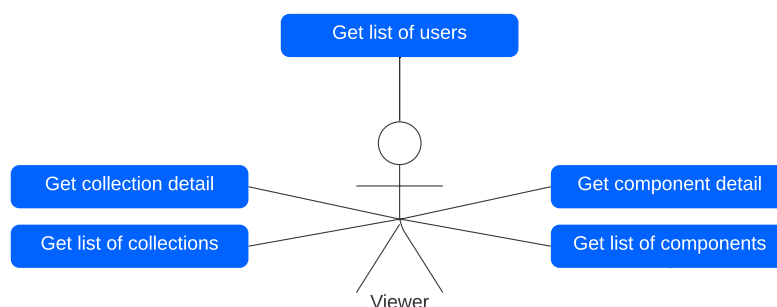 Get list of users
Get collection detail
Get component detail
Get list of collections
Get list of components
Viewer